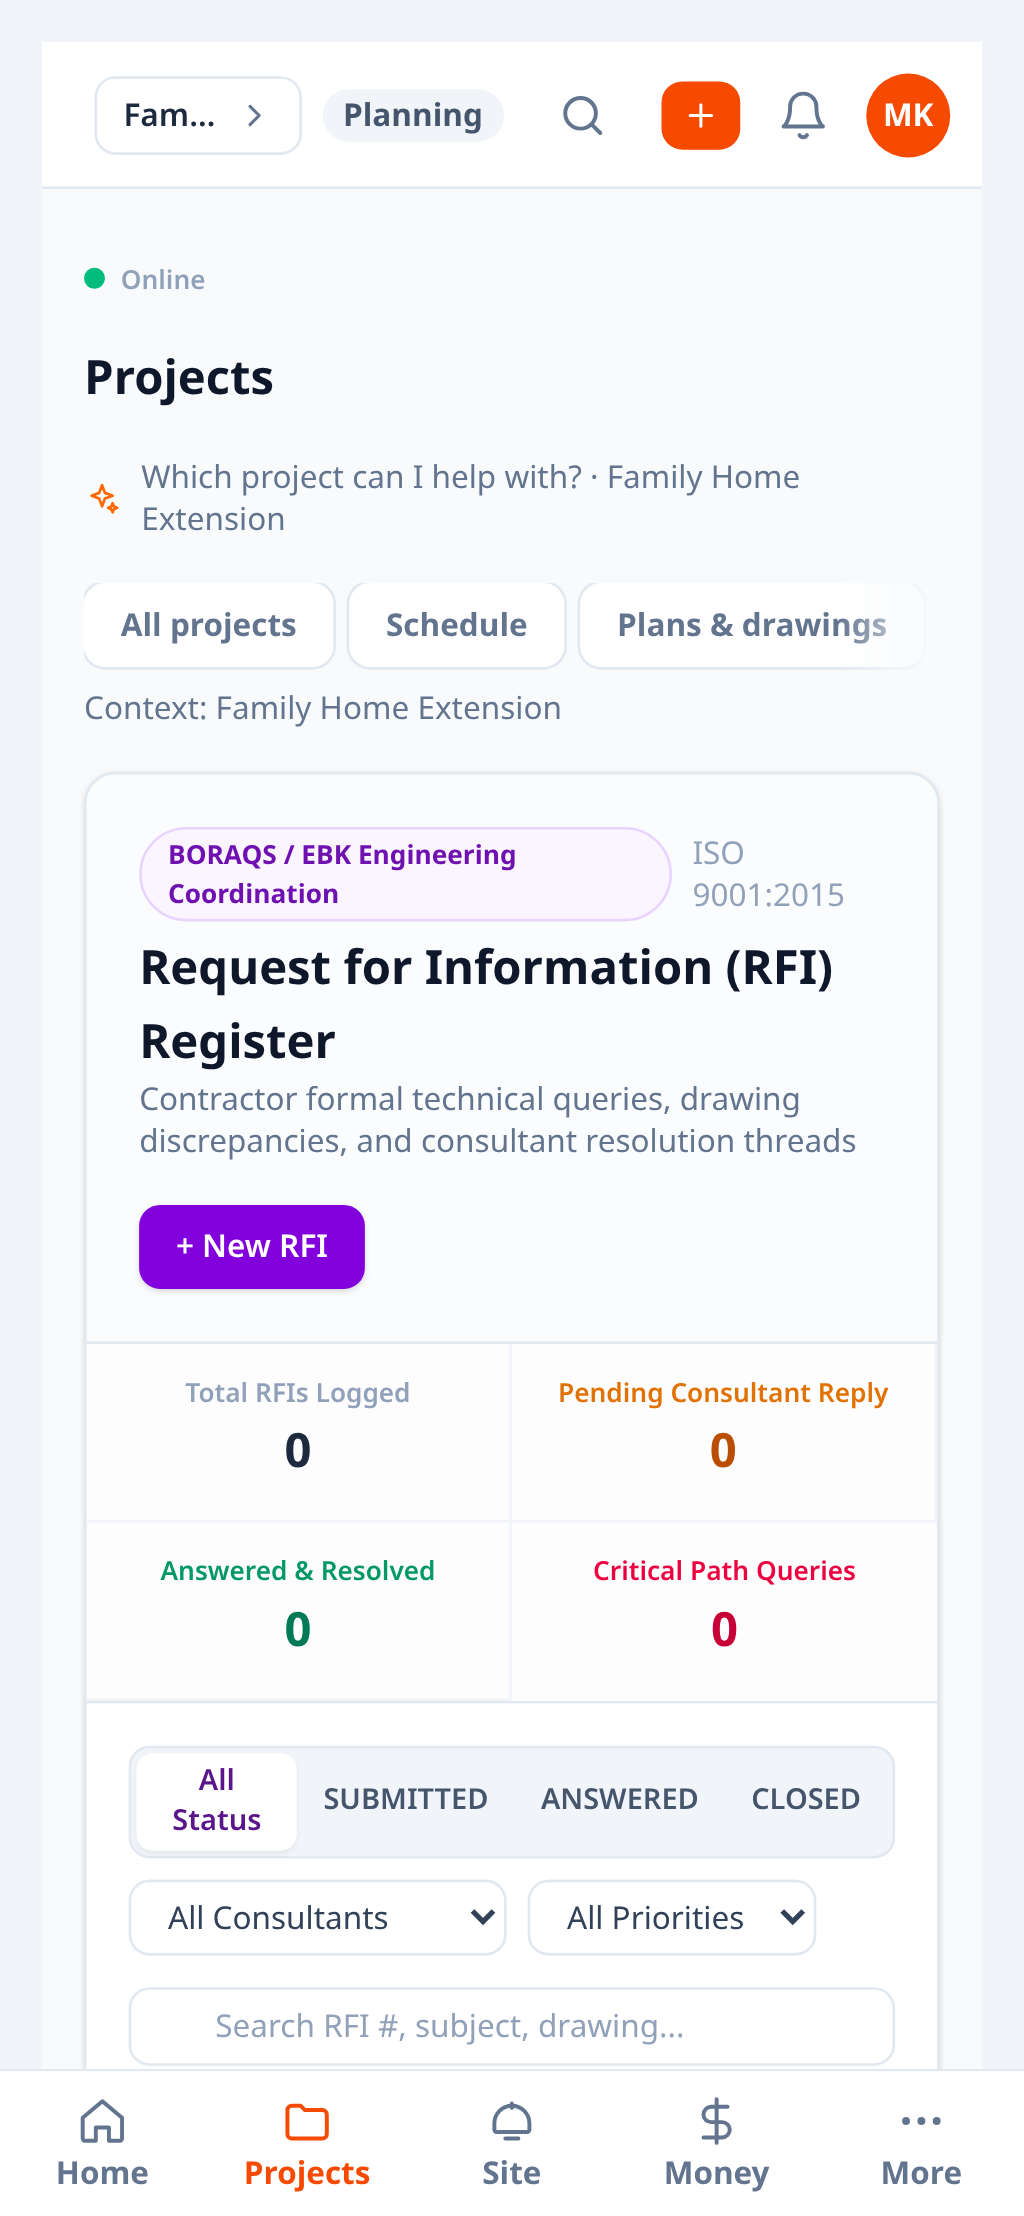 Fam...
Planning
MK
Online
Projects
Which project can I help with? · Family Home
Extension
All projects
Schedule
Plans & drawings
Context: Family Home Extension
BORAQS / EBK Engineering
Coordination
ISO
9001:2015
Request for Information (RFI)
Register
Contractor formal technical queries, drawing
discrepancies, and consultant resolution threads
+ New RFI
Total RFIs Logged
0
Pending Consultant Reply
0
Answered & Resolved
0
Critical Path Queries
0
All
Status
SUBMITTED
ANSWERED
CLOSED
All Consultants
All Priorities
Search RFI #, subject, drawing...
Home
Projects
Site
Money
More